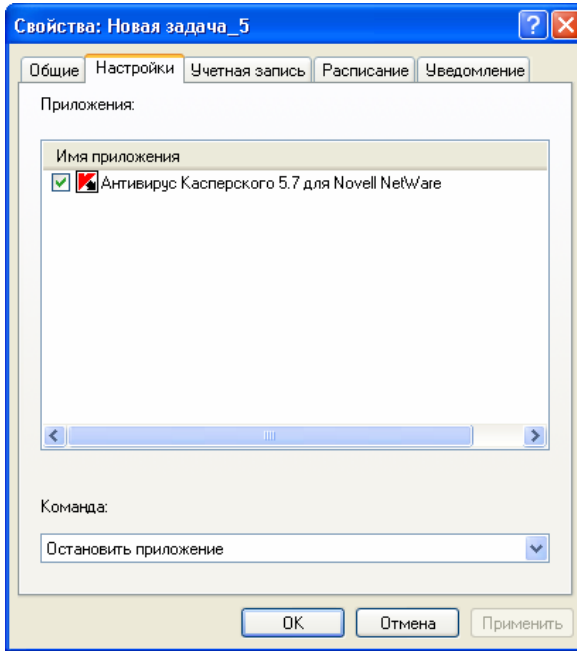 Свойства: Новая задача_5
Общие Настройки Учетная запись Расписание Уведомление
Приложения:
Имя приложения
Антивирус Касперского 5.7 для Novell NetWare
Команда:
Остановить приложение
OK Отмена Применить